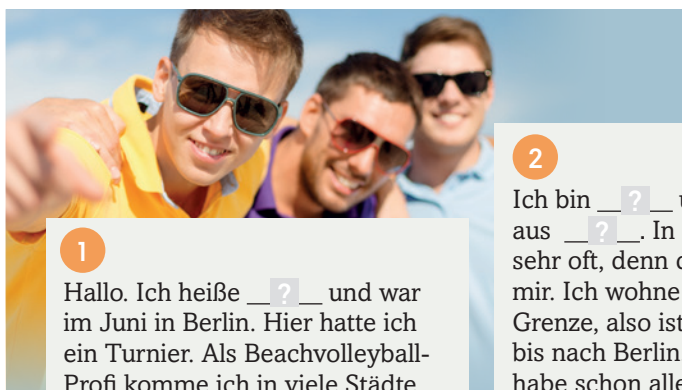 1
Hallo. Ich heiße __?__ und war
im Juni in Berlin. Hier hatte ich
ein Turnier. Als Beachvolleyball-
Profi komme ich in viele Städte
2
Ich bin __?__
aus __?__. In
sehr oft, denn
mir. Ich wohne
Grenze, also ist
bis nach Berlin
habe schon alle